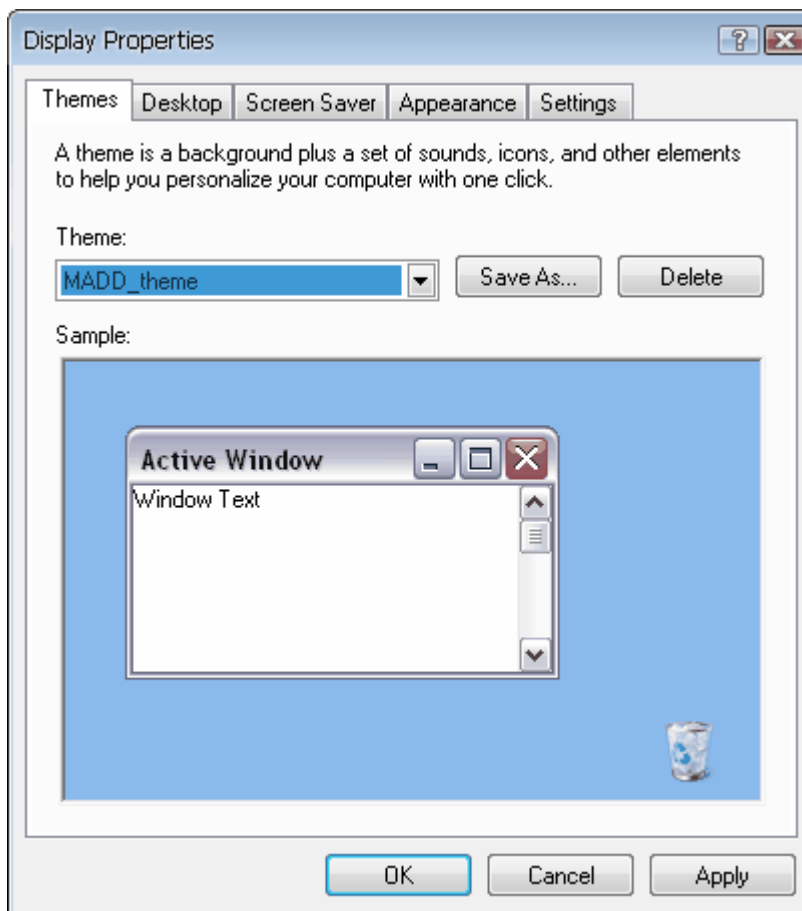 Display Properties
Themes Desktop Screen Saver Appearance Settings
A theme is a background plus a set of sounds, icons, and other elements
to help you personalize your computer with one click.
Theme:
MADD_theme Save As... Delete
Sample:
Active Window
Window Text
OK Cancel Apply